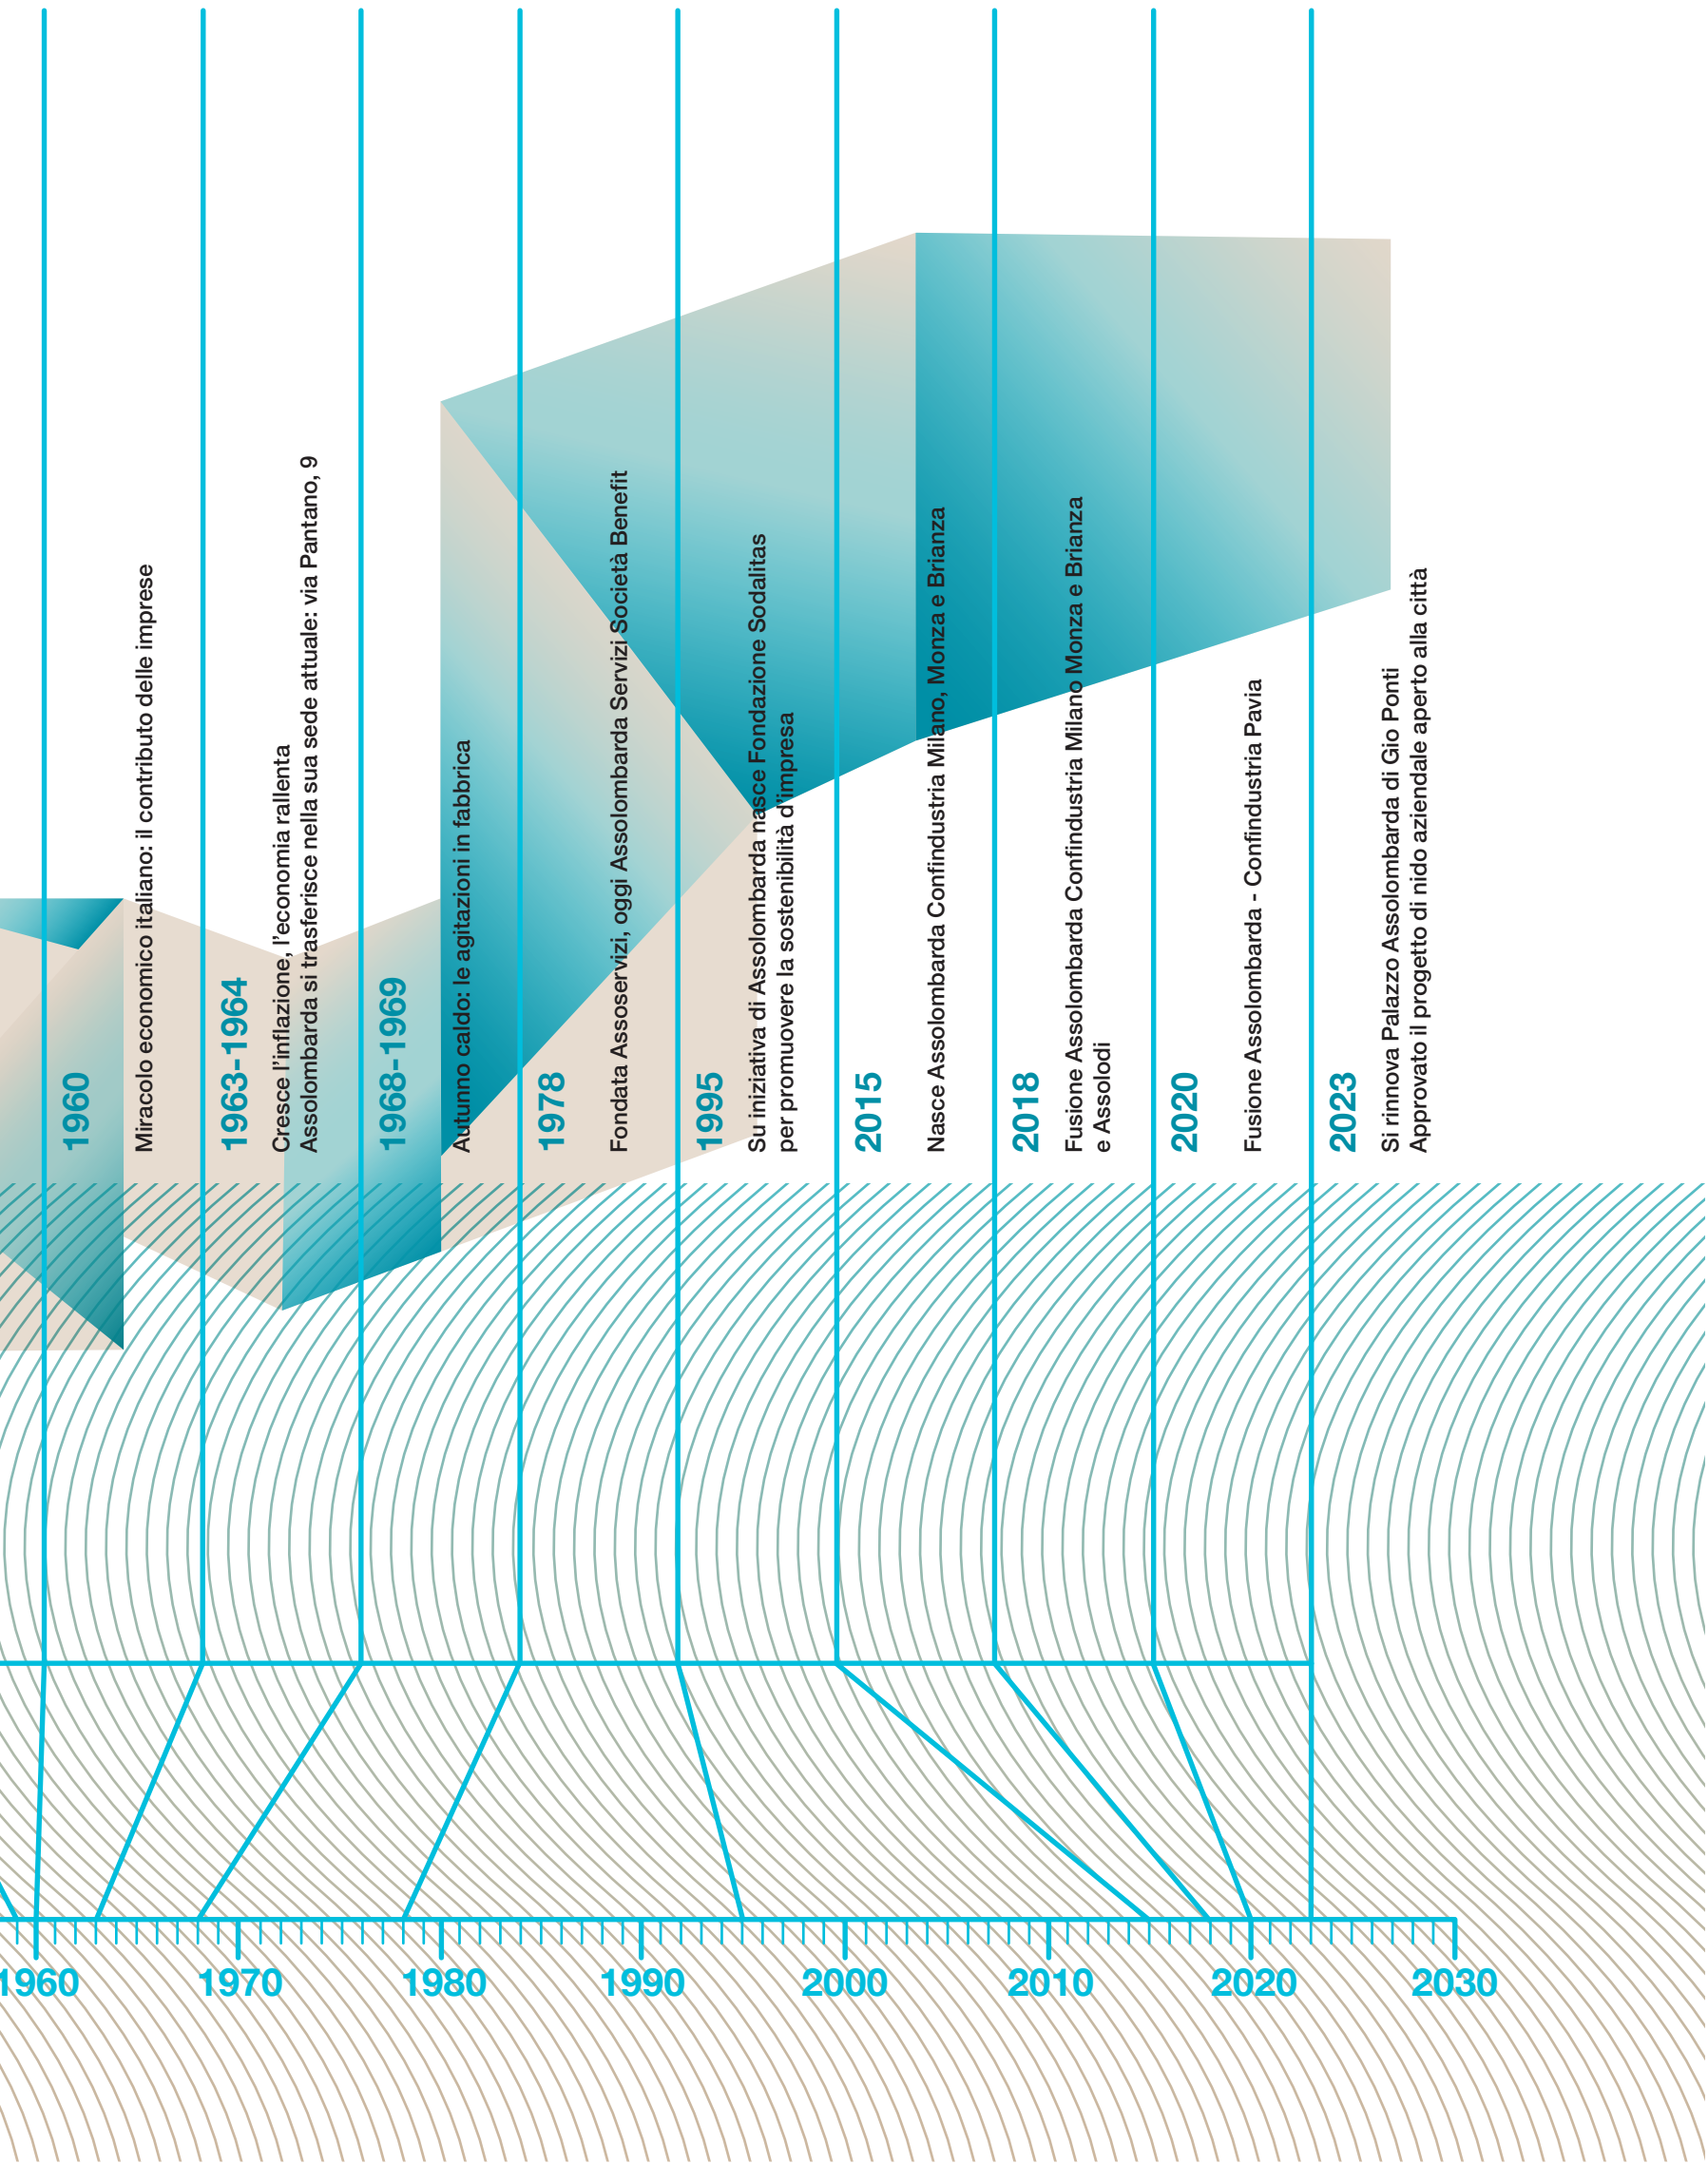 1960
Miracolo economico italiano: il contributo delle imprese
1963-1964
Cresce l'inflazione, l'economia rallenta
Assolombarda si trasferisce nella sua sede attuale: via Pantano, 9
1968-1969
Autunno caldo: le agitazioni in fabbrica
1978
Fondata Assoservizi, oggi Assolombarda Servizi Società Benefit
1995
Su iniziativa di Assolombarda nasce Fondazione Sodalitas
per promuovere la sostenibilità d'impresa
2015
Nasce Assolombarda Confindustria Milano, Monza e Brianza
2018
Fusione Assolombarda Confindustria Milano Monza e Brianza
e Assolodi
2020
Fusione Assolombarda - Confindustria Pavia
2023
Si rinnova Palazzo Assolombarda di Gio Ponti
Approvato il progetto di nido aziendale aperto alla città
1960 1970 1980 1990 2000 2010 2020 2030